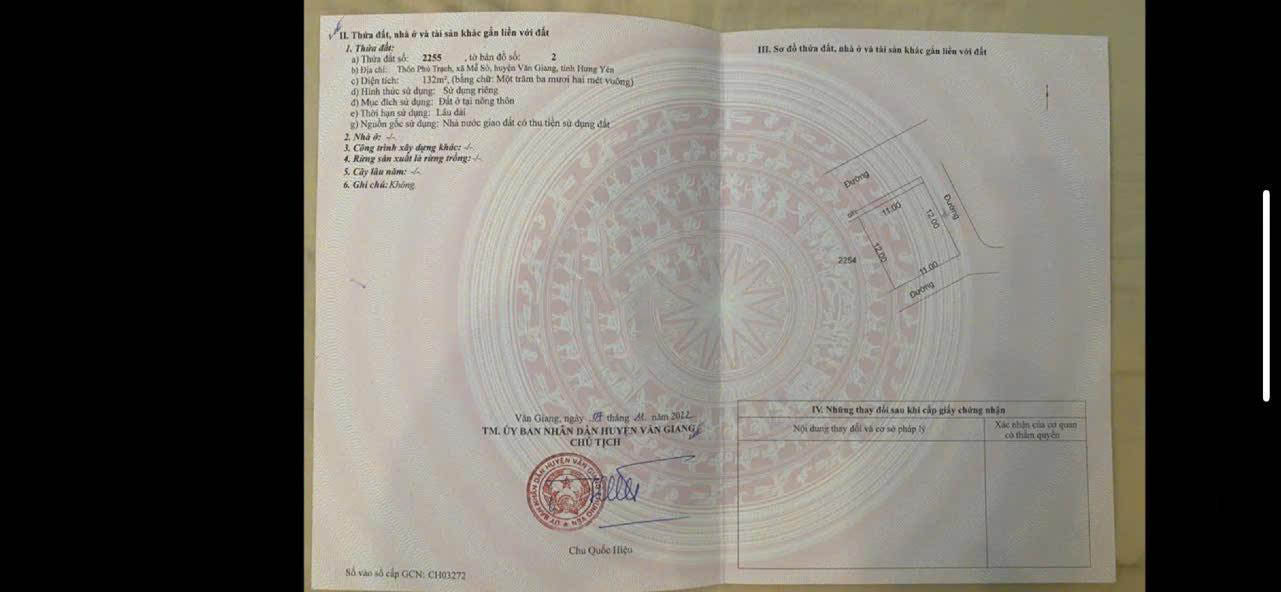 II. Thửa đất, nhà ở và tài sản khác gắn liền với đất
1. Thửa đất:
a) Thửa đất số: 2255 , tờ bản đồ số: 2
b) Địa chỉ: Thôn Phù Trạch, xã Mễ Sở, huyện Văn Giang, tỉnh Hưng Yên
c) Diện tích: 132m², (bằng chữ: Một trăm ba mươi hai mét vuông)
d) Hình thức sử dụng: Sử dụng riêng
đ) Mục đích sử dụng: Đất ở tại nông thôn
e) Thời hạn sử dụng: Lâu dài
g) Nguồn gốc sử dụng: Nhà nước giao đất có thu tiền sử dụng đất
2. Nhà ở: -/-
3. Công trình xây dựng khác: -/-
4. Rừng sản xuất là rừng trồng: -/-
5. Cây lâu năm: -/-
6. Ghi chú: Không.
Văn Giang, ngày 07 tháng 11 năm 2022
TM. ỦY BAN NHÂN DÂN HUYỆN VĂN GIANG
CHỦ TỊCH
Chu Quốc Hiệu
Số vào sổ cấp GCN: CH03272
III. Sơ đồ thửa đất, nhà ở và tài sản khác gắn liền với đất
Đường
Đường
11.00
12.00
12.00
2254
11.00
Đường
IV. Những thay đổi sau khi cấp giấy chứng nhận
Nội dung thay đổi và cơ sở pháp lý
Xác nhận của cơ quan
có thẩm quyền